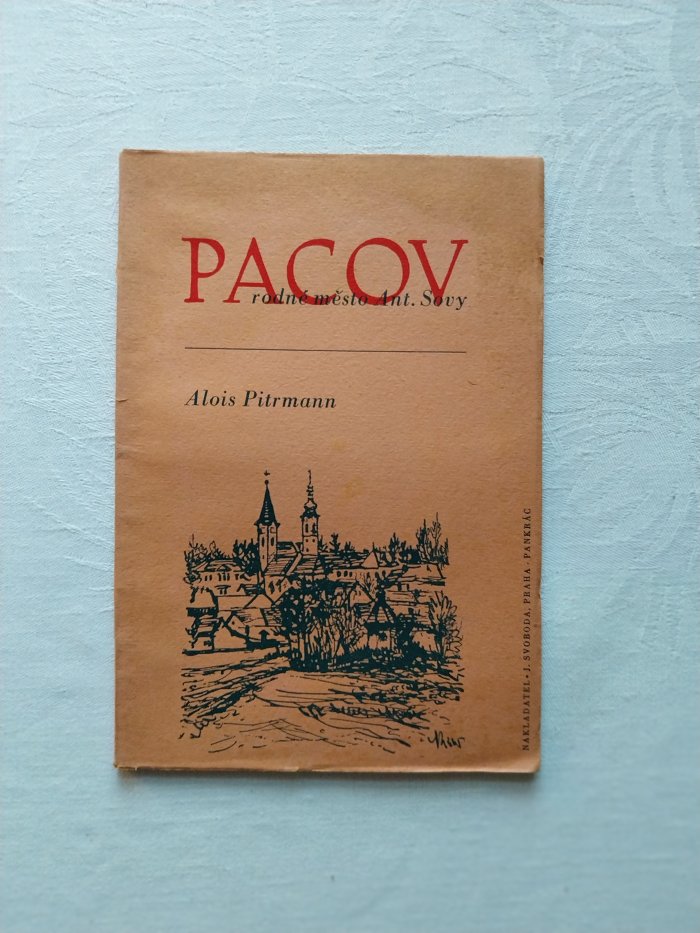 PACOV
rodné město Ant. Sovy
Alois Pitrmann
NAKLADATEL • J. SVOBODA, PRAHA - PANKRÁC